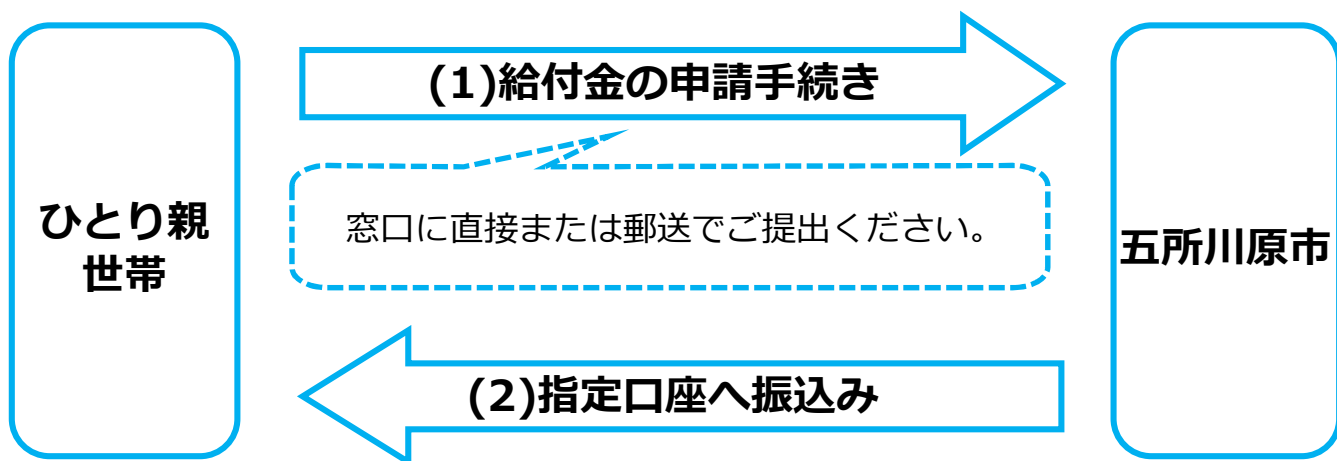 (1)給付金の申請手続き
ひとり親
世帯
窓口に直接または郵送でご提出ください。
五所川原市
(2)指定口座へ振込み